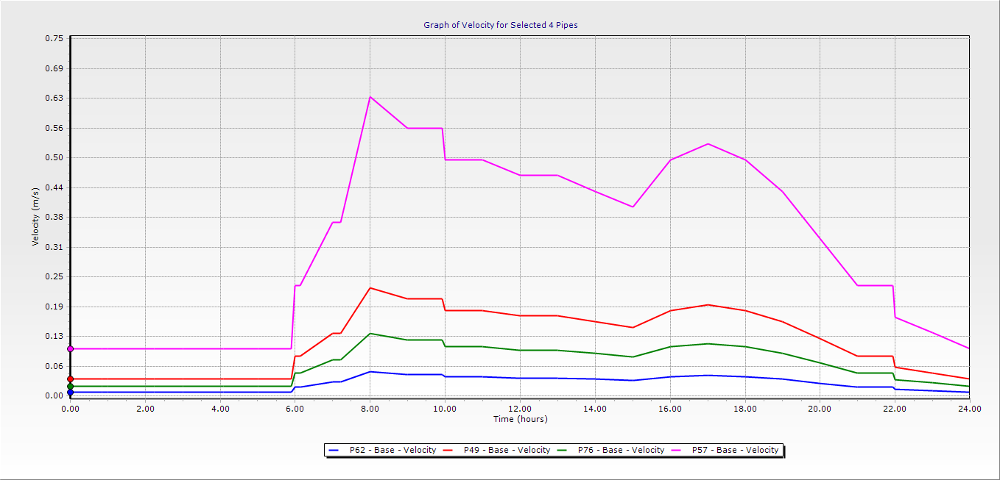 Graph of Velocity for Selected 4 Pipes
0.75
0.69
0.63
0.56
0.50
0.44
0.38
0.31
0.25
0.19
0.13
0.06
0.00
Velocity (m/s)
0.00 2.00 4.00 6.00 8.00 10.00 12.00 14.00 16.00 18.00 20.00 22.00 24.00
Time (hours)
P62 - Base - Velocity P49 - Base - Velocity P76 - Base - Velocity P57 - Base - Velocity